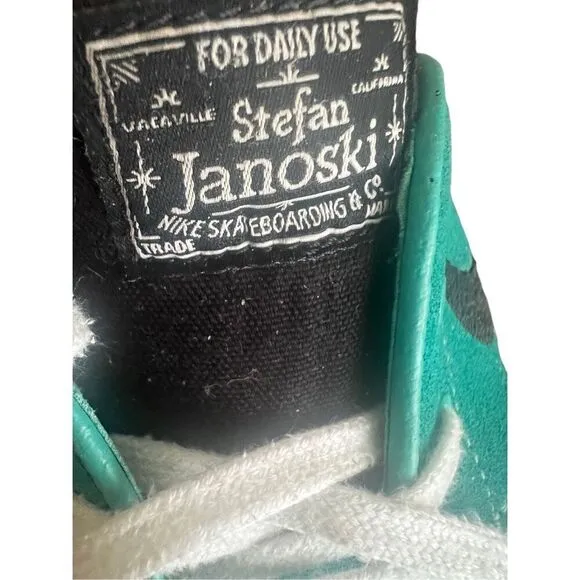 FOR DAILY USE
VACAVILLE
CALIFORNIA
Stefan
Janoski
NIKE SKATEBOARDING & CO.
TRADE